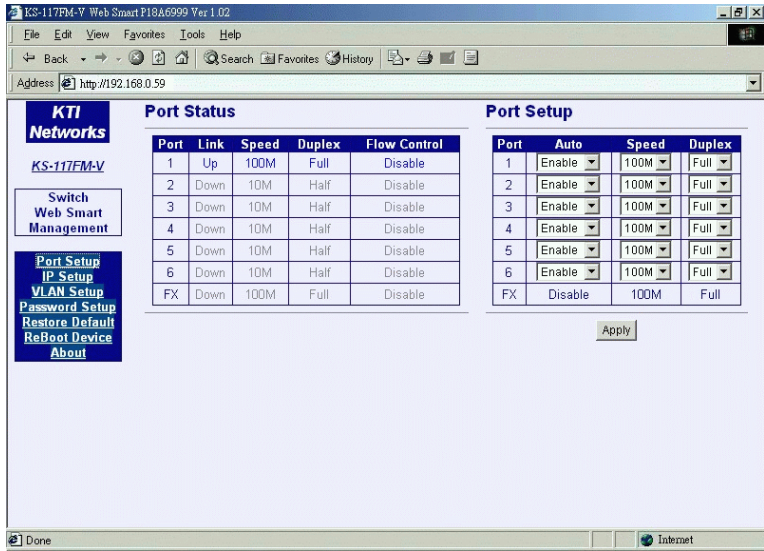 KS-117FM-V Web Smart P18A6999 Ver 1.02
File Edit View Favorites Tools Help
Back Search Favorites History
Address http://192.168.0.59
KTI
Networks
KS-117FM-V
Switch
Web Smart
Management
Port Setup
IP Setup
VLAN Setup
Password Setup
Restore Default
ReBoot Device
About
Port Status
Port Link Speed Duplex Flow Control
1 Up 100M Full Disable
2 Down 10M Half Disable
3 Down 10M Half Disable
4 Down 10M Half Disable
5 Down 10M Half Disable
6 Down 10M Half Disable
FX Down 100M Full Disable
Port Setup
Port Auto Speed Duplex
1 Enable 100M Full
2 Enable 100M Full
3 Enable 100M Full
4 Enable 100M Full
5 Enable 100M Full
6 Enable 100M Full
FX Disable 100M Full
Apply
Done Internet